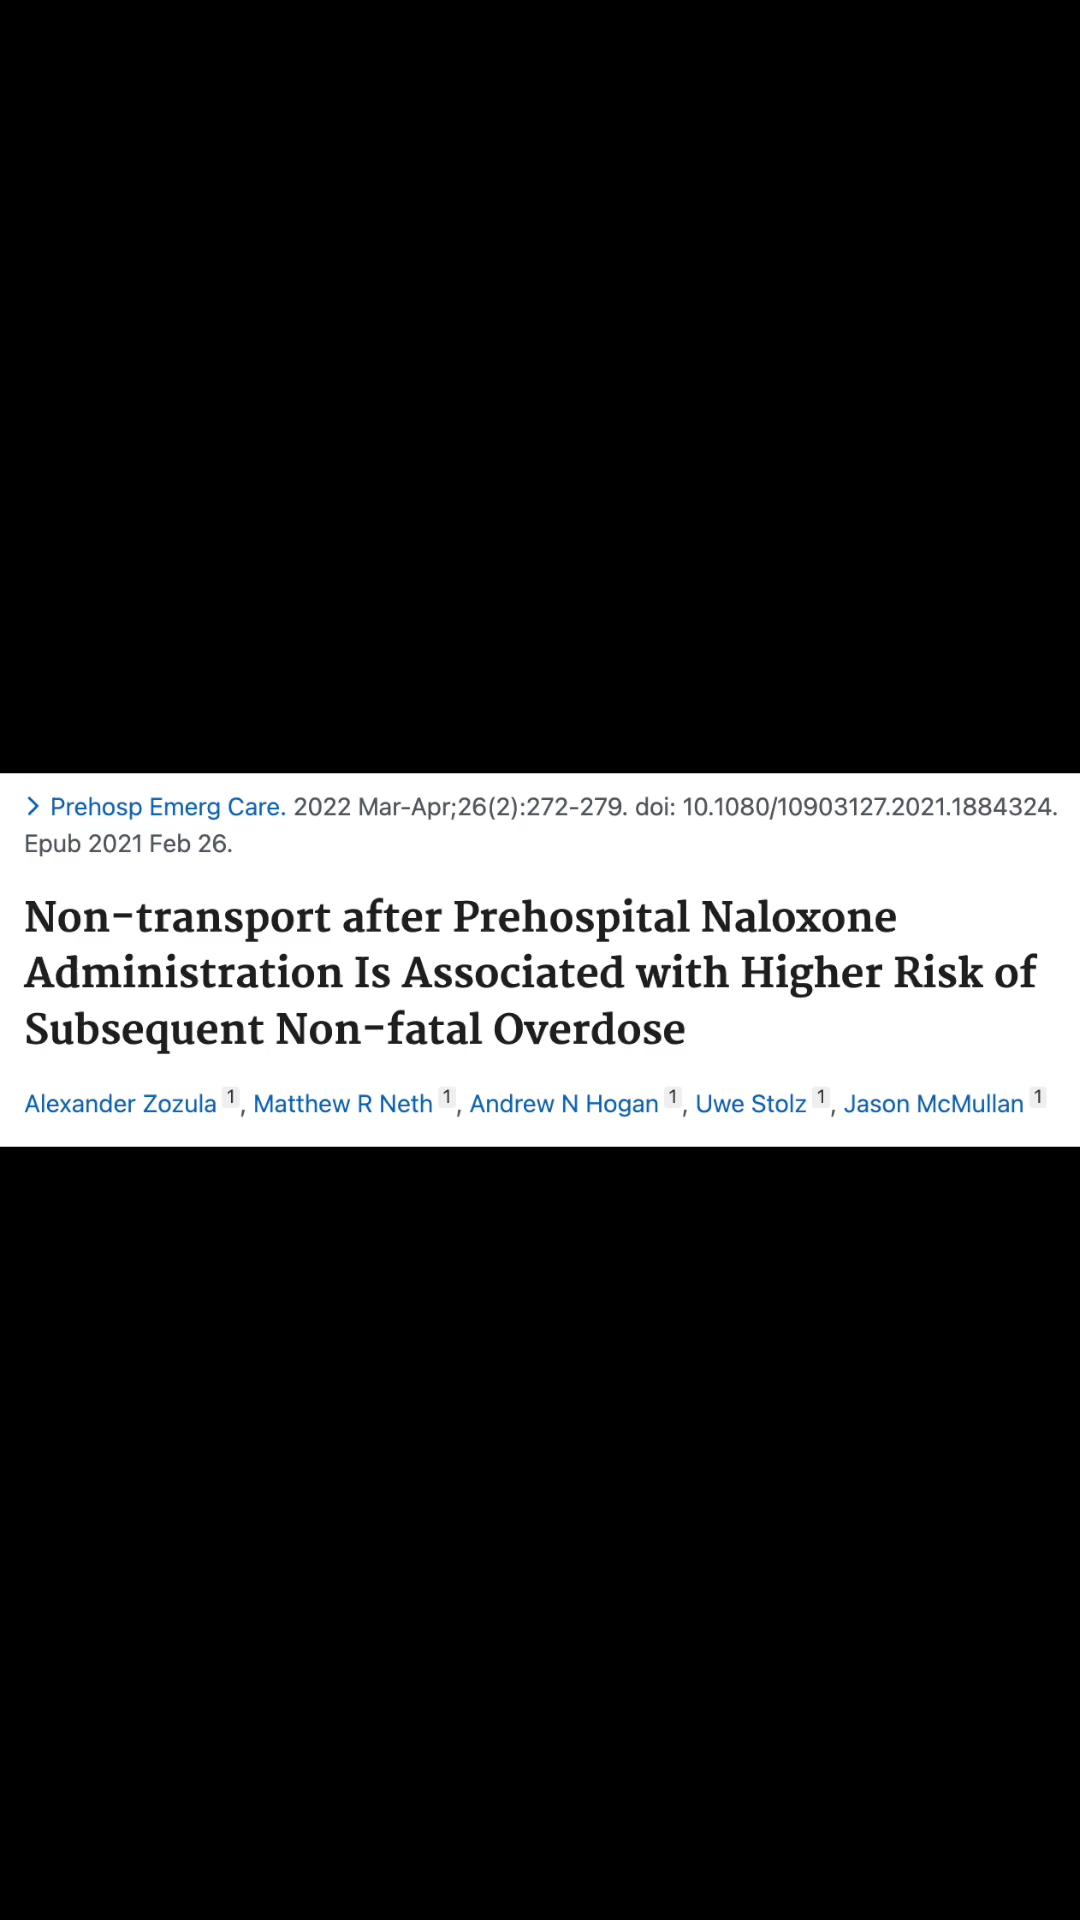 > Prehosp Emerg Care. 2022 Mar-Apr;26(2):272-279. doi: 10.1080/10903127.2021.1884324.
Epub 2021 Feb 26.
Non-transport after Prehospital Naloxone
Administration Is Associated with Higher Risk of
Subsequent Non-fatal Overdose
Alexander Zozula 1, Matthew R Neth 1, Andrew N Hogan 1, Uwe Stolz 1, Jason McMullan 1